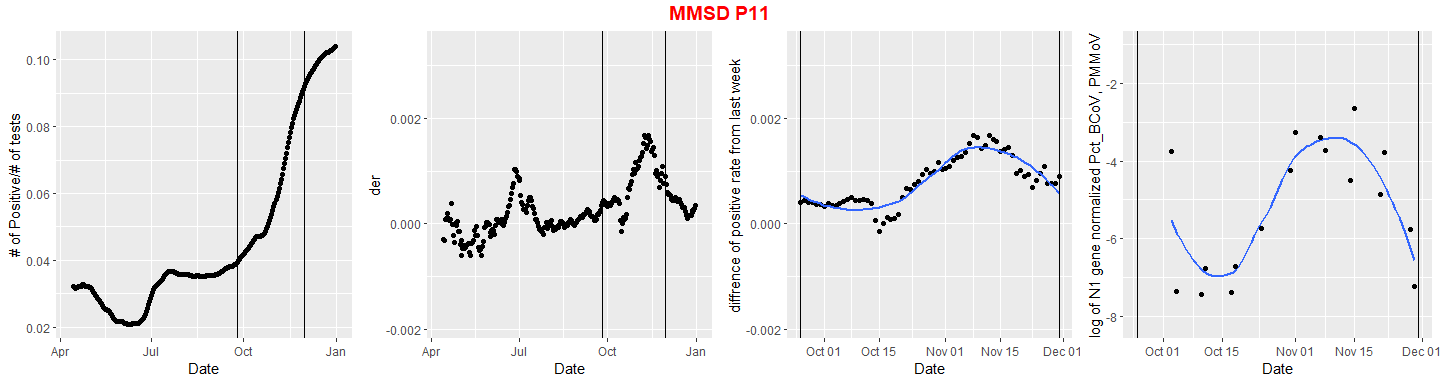 MMSD P11
# of Positive/# of tests
0.10
0.08
0.06
0.04
0.02
Apr
Jul
Oct
Jan
Date
der
0.002
0.000
-0.002
Apr
Jul
Oct
Jan
Date
diffrence of positive rate from last week
0.002
0.000
-0.002
Oct 01
Oct 15
Nov 01
Nov 15
Dec 01
Date
log of N1 gene normalized Pct_BCoV, PMMoV
-2
-4
-6
-8
Oct 01
Oct 15
Nov 01
Nov 15
Dec 01
Date